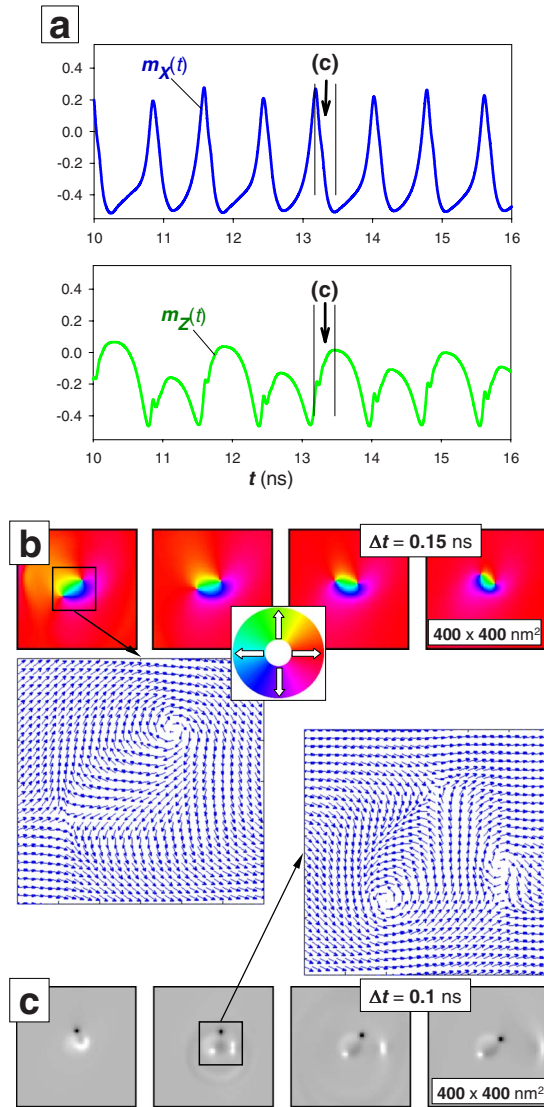 a
(c)
m_X(t)
0.4
0.2
0.0
-0.2
-0.4
10 11 12 13 14 15 16
(c)
m_Z(t)
0.4
0.2
0.0
-0.2
-0.4
10 11 12 13 14 15 16
t (ns)
b
Δt = 0.15 ns
400 x 400 nm²
c
Δt = 0.1 ns
400 x 400 nm²